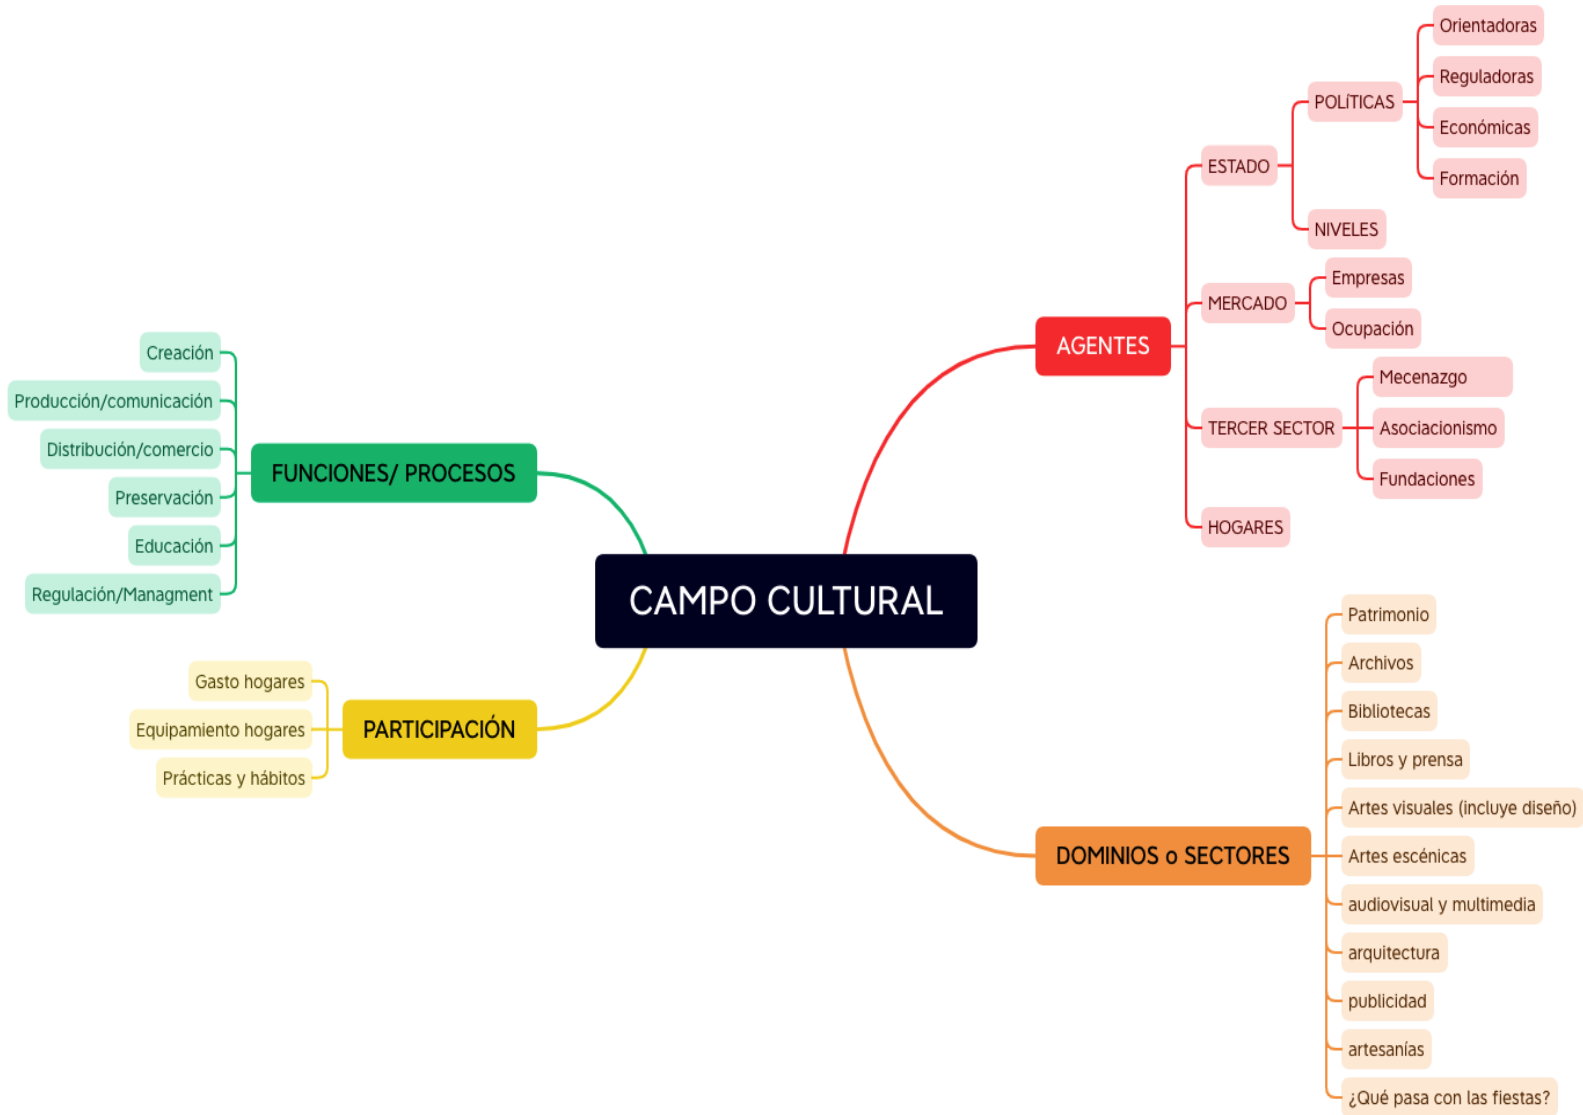 CAMPO CULTURAL
AGENTES
ESTADO
POLÍTICAS
Orientadoras
Reguladoras
Económicas
Formación
NIVELES
MERCADO
Empresas
Ocupación
TERCER SECTOR
Mecenazgo
Asociacionismo
Fundaciones
HOGARES
DOMINIOS o SECTORES
Patrimonio
Archivos
Bibliotecas
Libros y prensa
Artes visuales (incluye diseño)
Artes escénicas
audiovisual y multimedia
arquitectura
publicidad
artesanías
¿Qué pasa con las fiestas?
FUNCIONES/ PROCESOS
Creación
Producción/comunicación
Distribución/comercio
Preservación
Educación
Regulación/Managment
PARTICIPACIÓN
Gasto hogares
Equipamiento hogares
Prácticas y hábitos